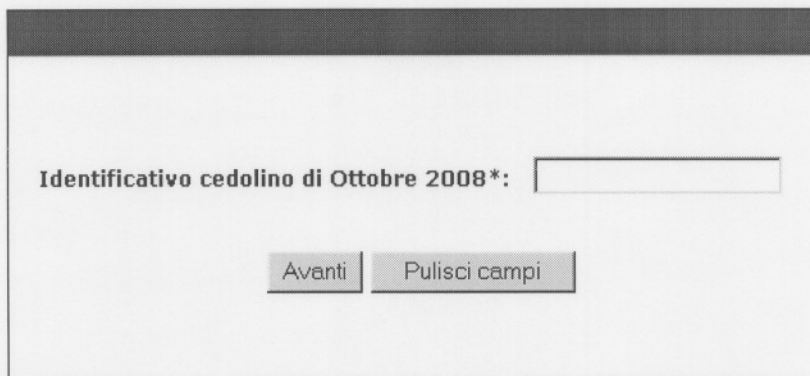 Identificativo cedolino di Ottobre 2008*:
Avanti Pulisci campi